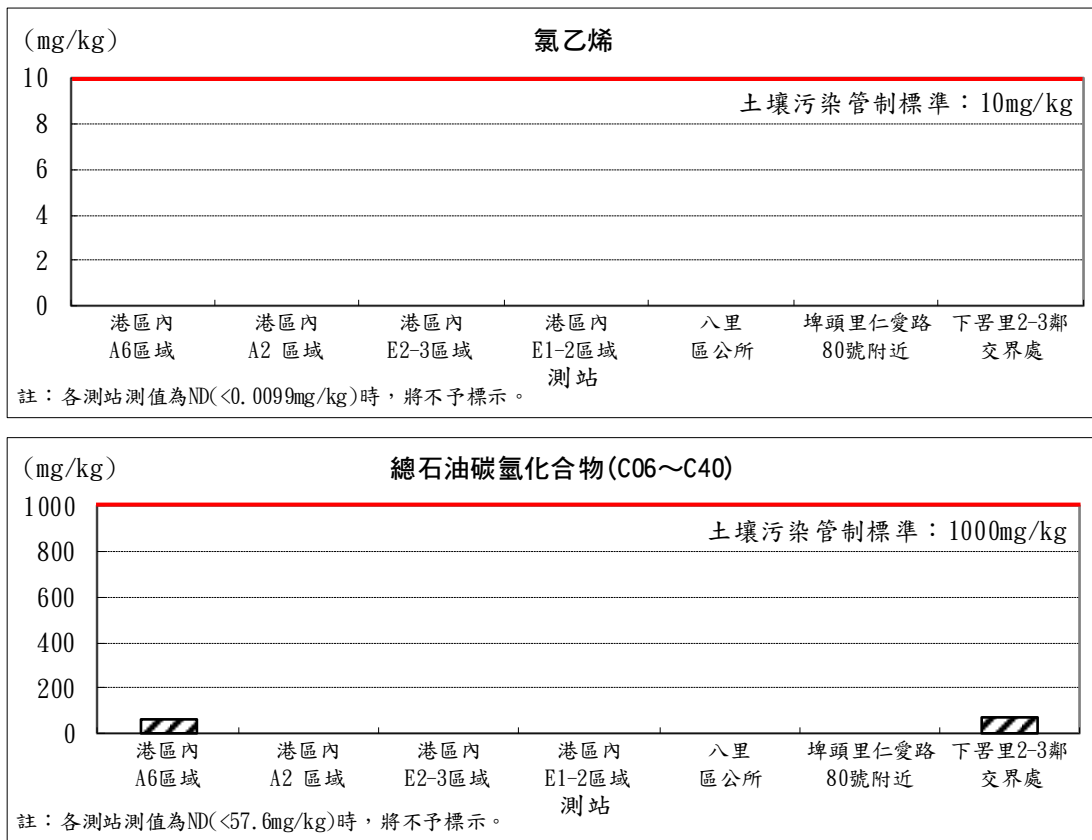 (mg/kg)
氯乙烯
10
土壤污染管制標準：10mg/kg
8
6
4
2
0
港區內 港區內 港區內 港區內 八里 埤頭里仁愛路 下罟里2-3鄰
A6區域 A2 區域 E2-3區域 E1-2區域 區公所 80號附近 交界處
測站
註：各測站測值為ND(<0.0099mg/kg)時，將不予標示。
(mg/kg)
總石油碳氫化合物(C06～C40)
1000
土壤污染管制標準：1000mg/kg
800
600
400
200
0
港區內 港區內 港區內 港區內 八里 埤頭里仁愛路 下罟里2-3鄰
A6區域 A2 區域 E2-3區域 E1-2區域 區公所 80號附近 交界處
測站
註：各測站測值為ND(<57.6mg/kg)時，將不予標示。